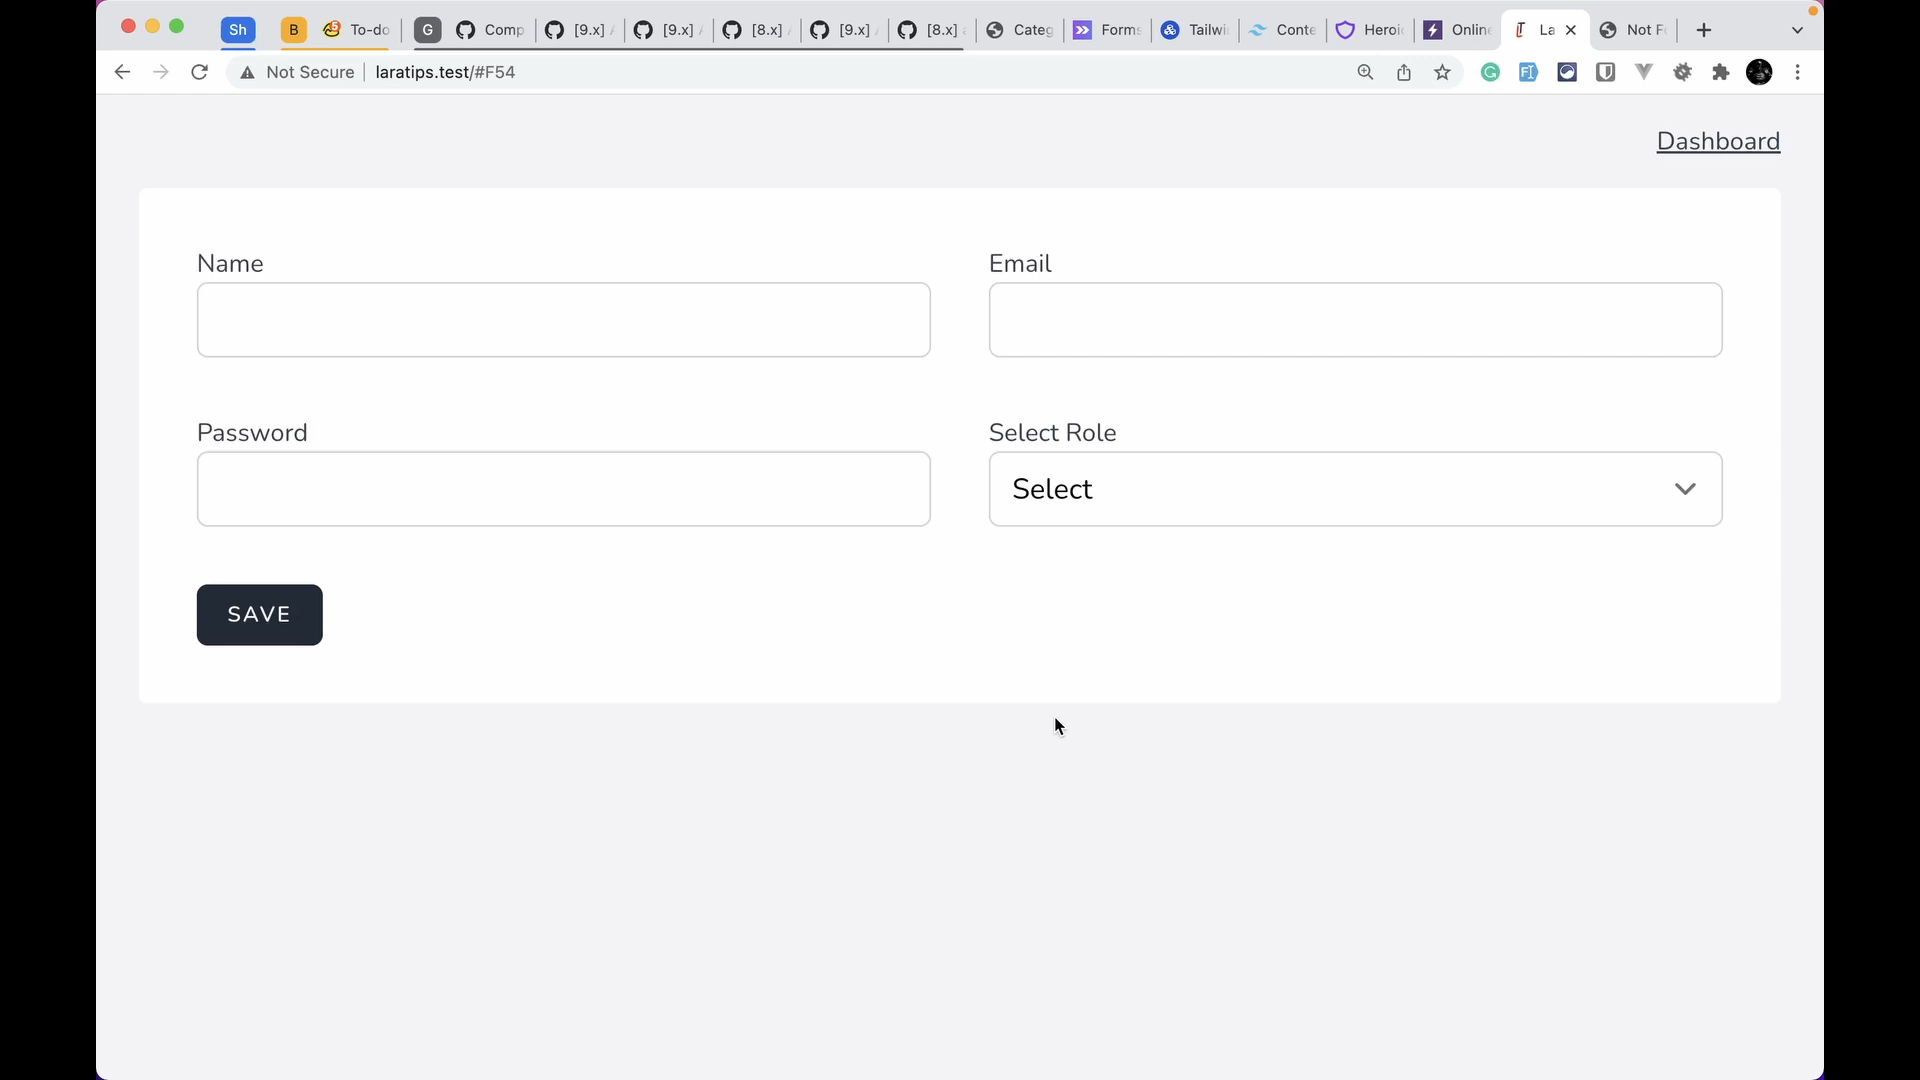 Sh B To-do G Comp [9.x] [9.x] [8.x] [9.x] [8.x] Categ Forms Tailwi Conte Heroi Online La Not F
Not Secure laratips.test/#F54
Dashboard
Name Email
Password Select Role
Select
SAVE